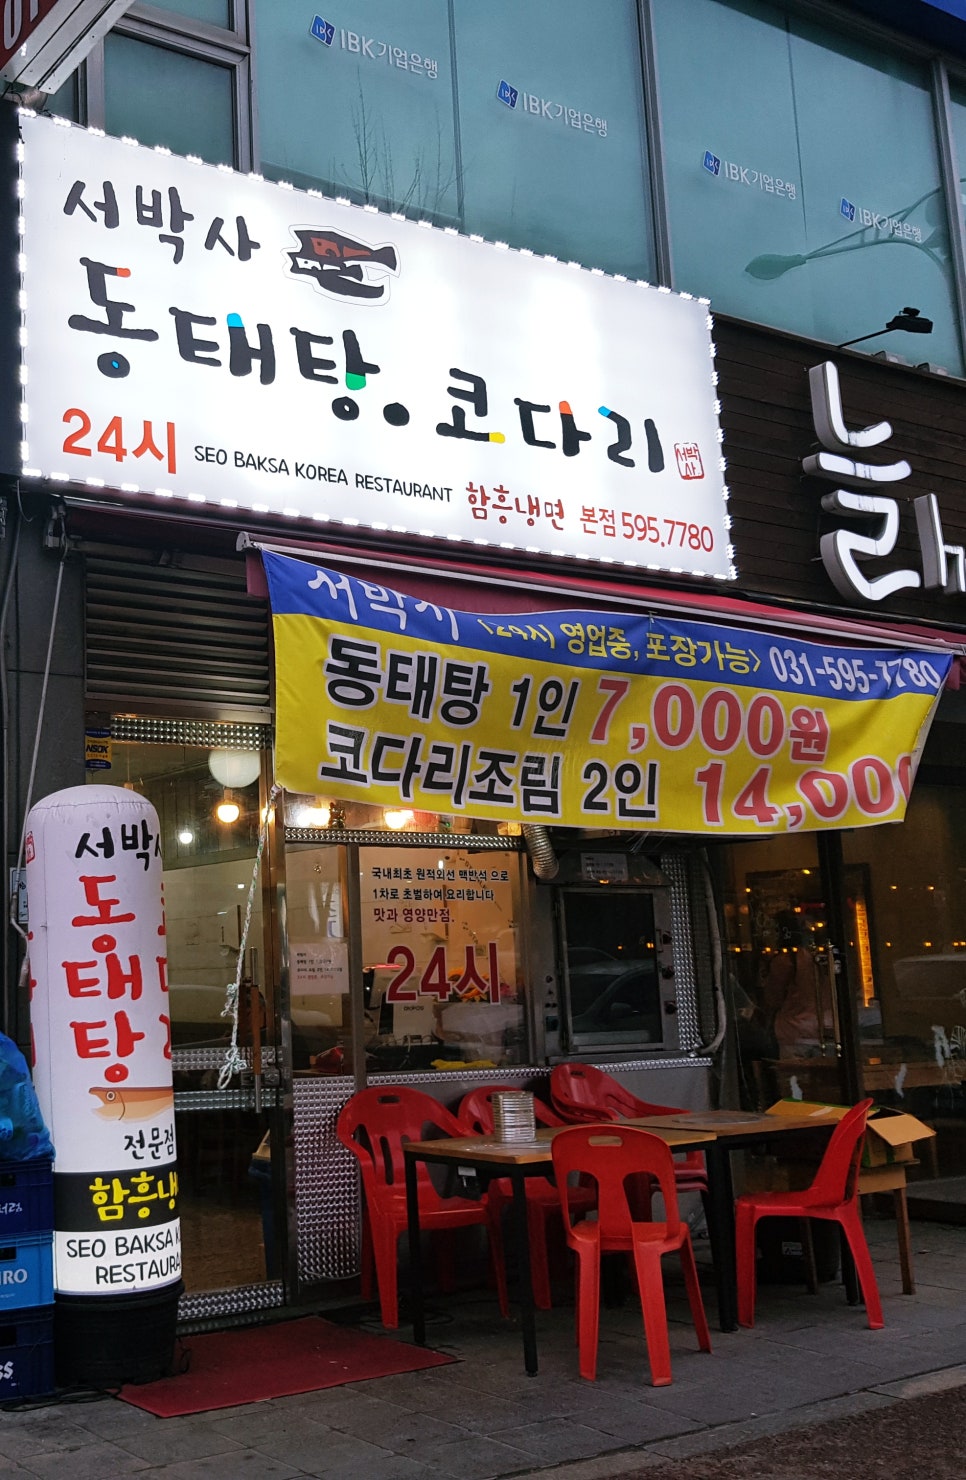 IBK기업은행
IBK기업은행
IBK기업은행
IBK기업은행
서박사
동태탕.코다리
24시 SEO BAKSA KOREA RESTAURANT 함흥냉면 본점 595.7780
서박사
늘
서박사 <24시 영업중, 포장가능> 031-595-7780
동태탕 1인 7,000원
코다리조림 2인 14,000
국내최초 원적외선 맥반석 으로
1차로 초벌하여 요리합니다
맛과 영양만점.
24시
서박사
동태탕
전문점
함흥냉
SEO BAKSA K
RESTAURA